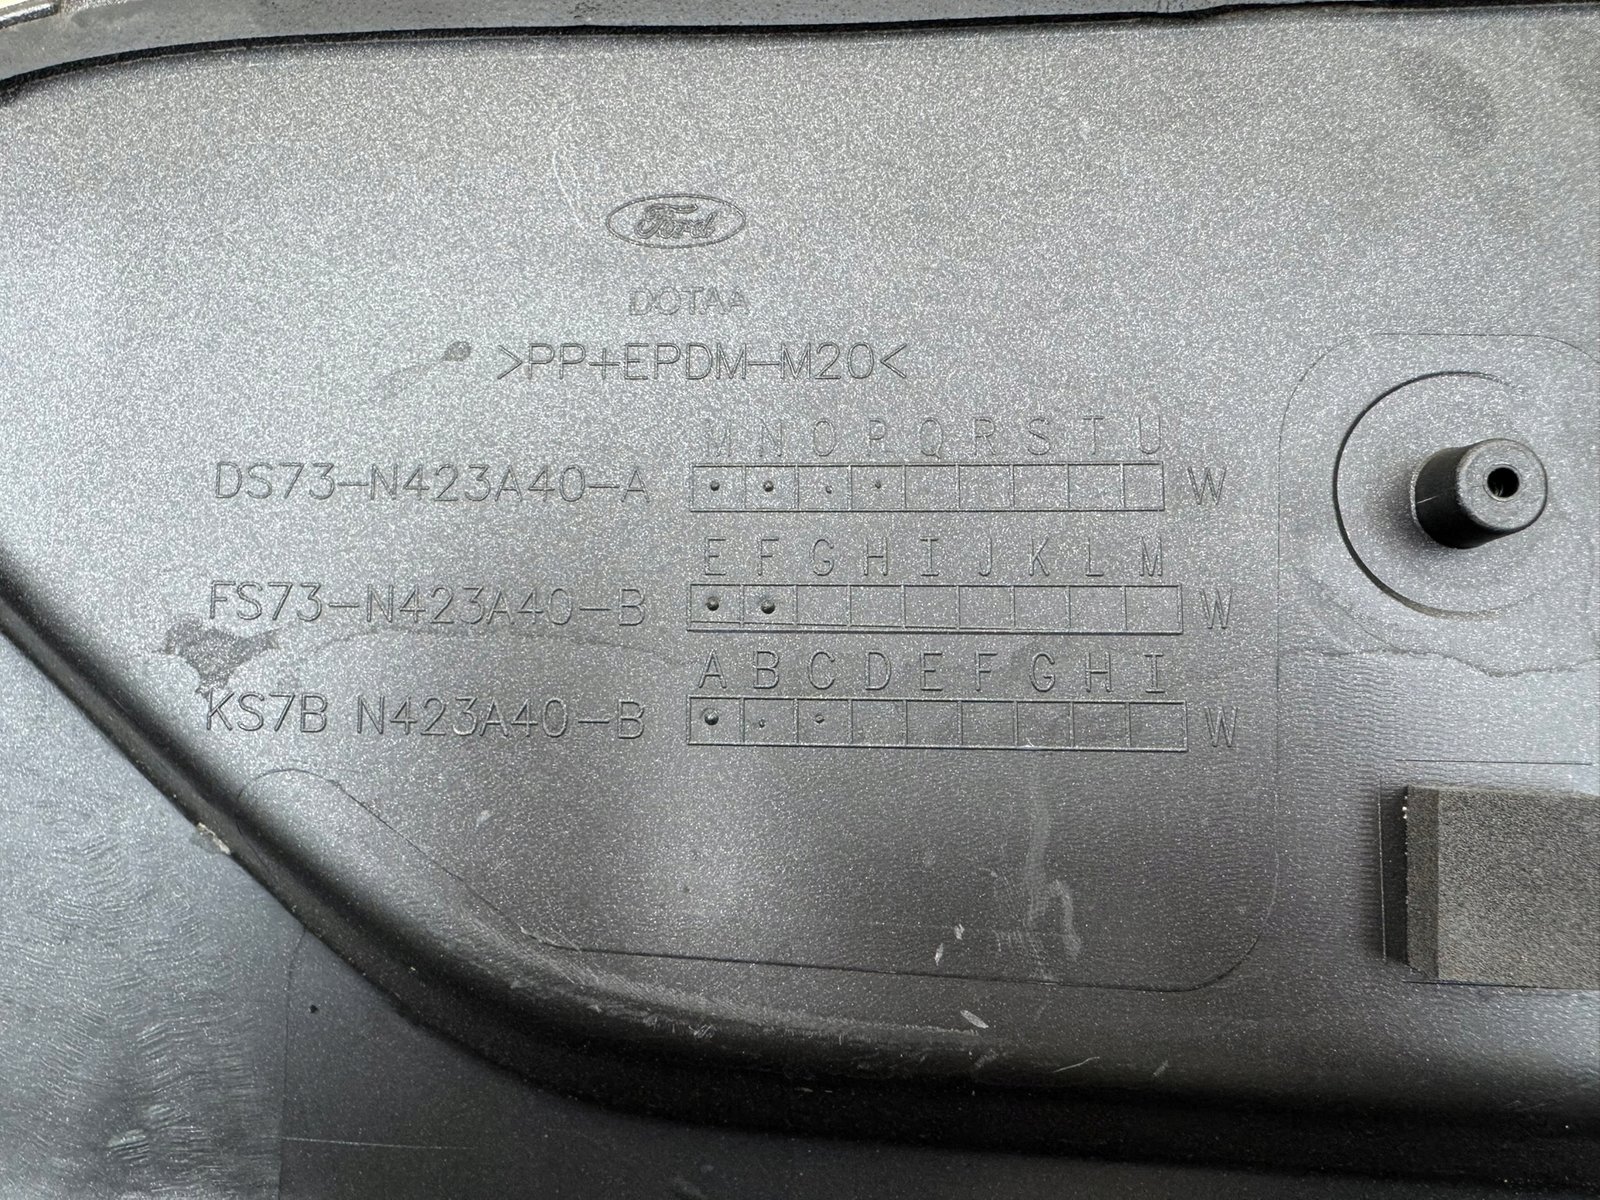 Ford
DOTAA
>PP+EPDM-M20<
M N O P Q R S T U
DS73-N423A40-A W
E F G H I J K L M
FS73-N423A40-B W
A B C D E F G H I
KS7B N423A40-B W